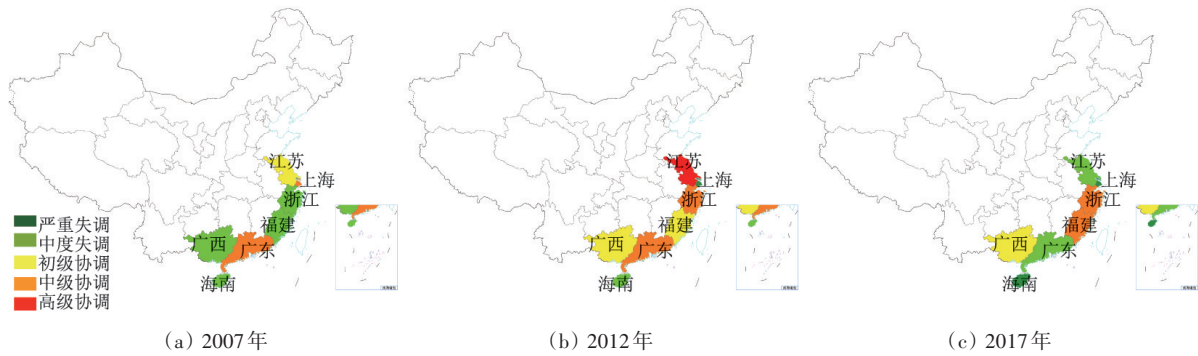 江苏
上海
浙江
福建
广西
广东
海南
严重失调
中度失调
初级协调
中级协调
高级协调
(a) 2007年
江苏
上海
浙江
福建
广西
广东
海南
(b) 2012年
江苏
上海
浙江
福建
广西
广东
海南
(c) 2017年